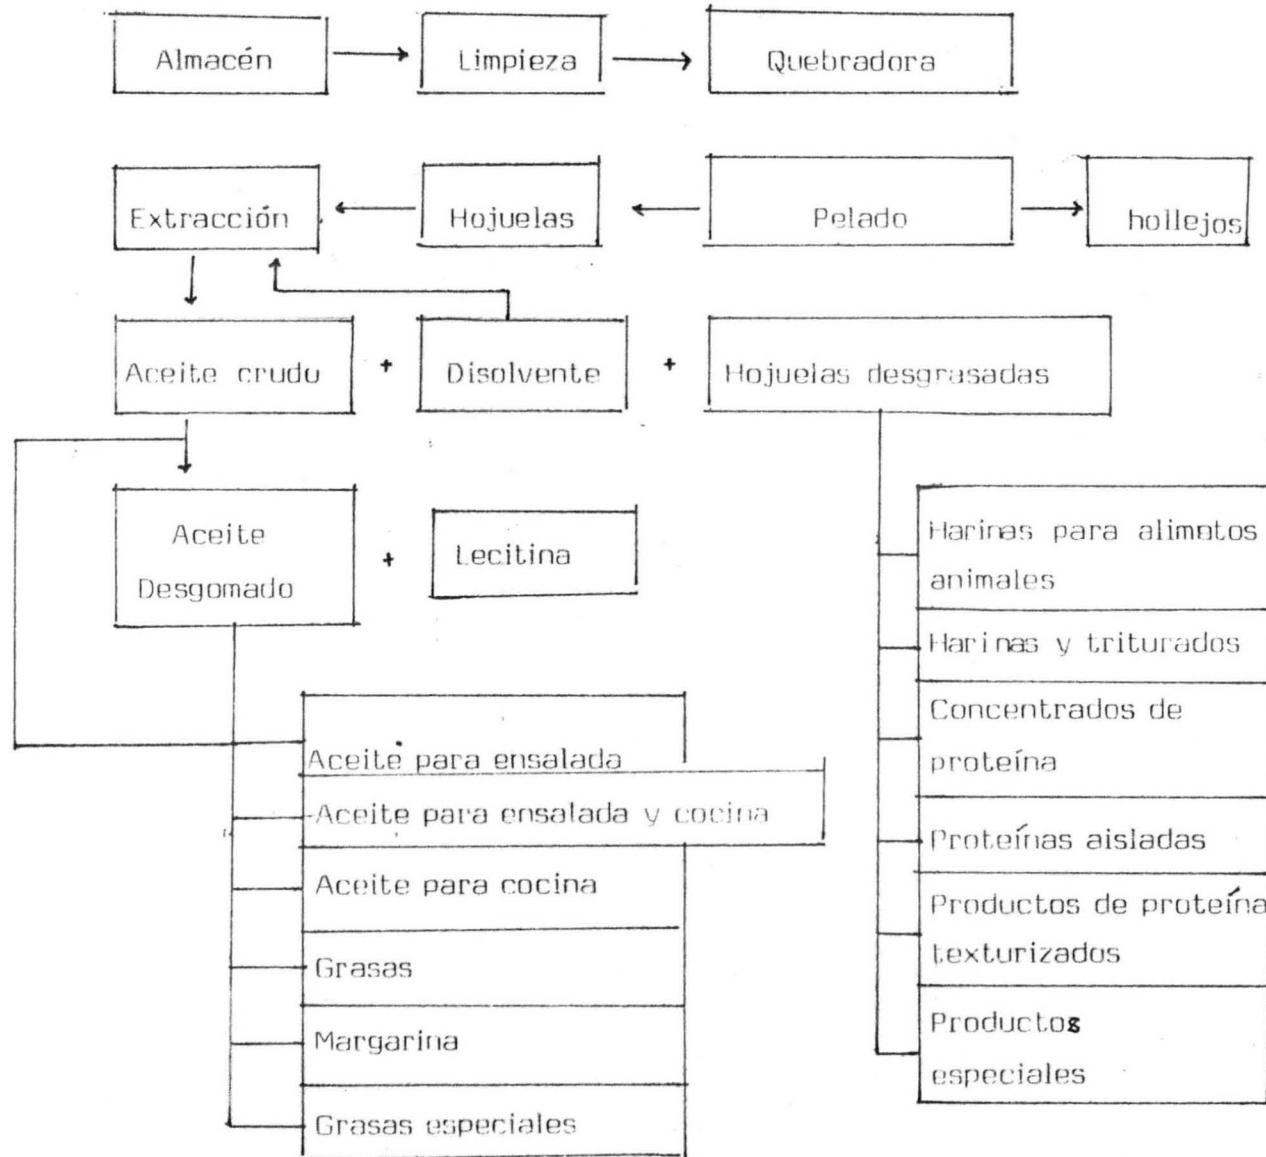 Almacén
Limpieza
Quebradora
Extracción
Hojuelas
Pelado
hollejos
Aceite crudo
+
Disolvente
+
Hojuelas desgrasadas
Aceite
Desgomado
+
Lecitina
Aceite para ensalada
Aceite para ensalada y cocina
Aceite para cocina
Grasas
Margarina
Grasas especiales
Harinas para alimntos
animales
Harinas y triturados
Concentrados de
proteína
Proteínas aisladas
Productos de proteína
texturizados
Productos
especiales